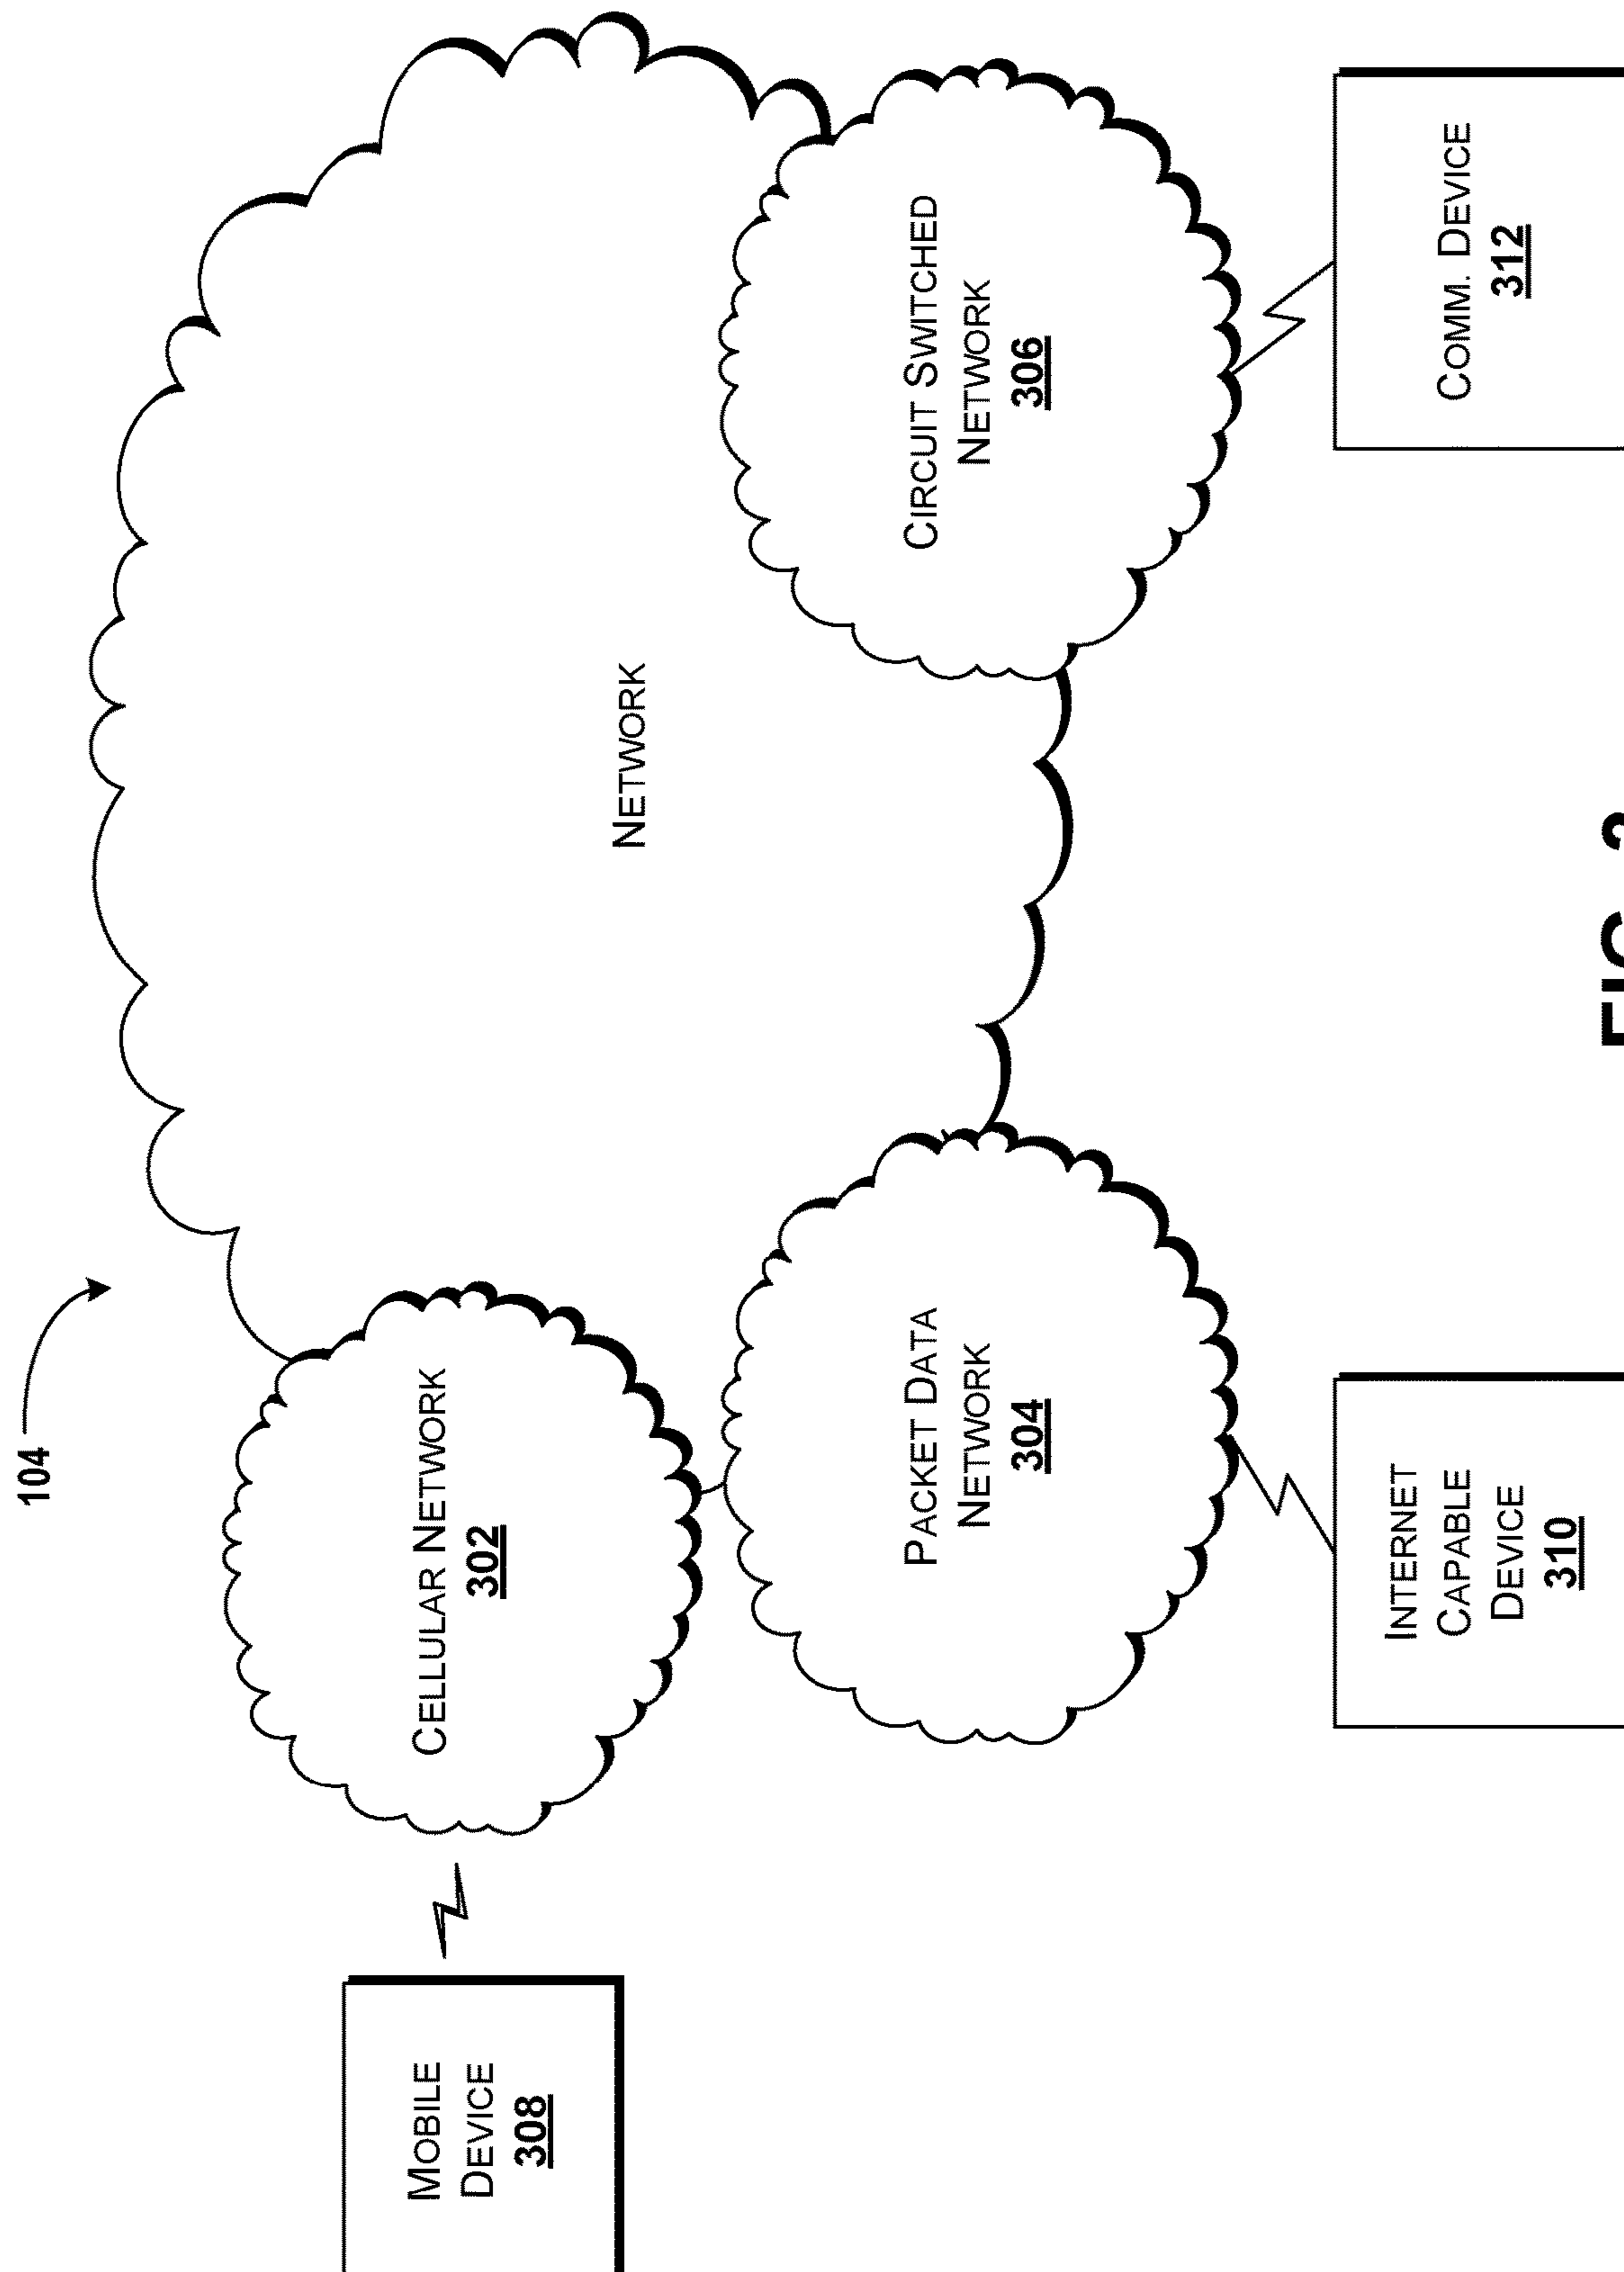 104
NETWORK
CELLULAR NETWORK
302
MOBILE
DEVICE
308
PACKET DATA
NETWORK
304
CIRCUIT SWITCHED
NETWORK
306
INTERNET
CAPABLE
DEVICE
310
COMM. DEVICE
312